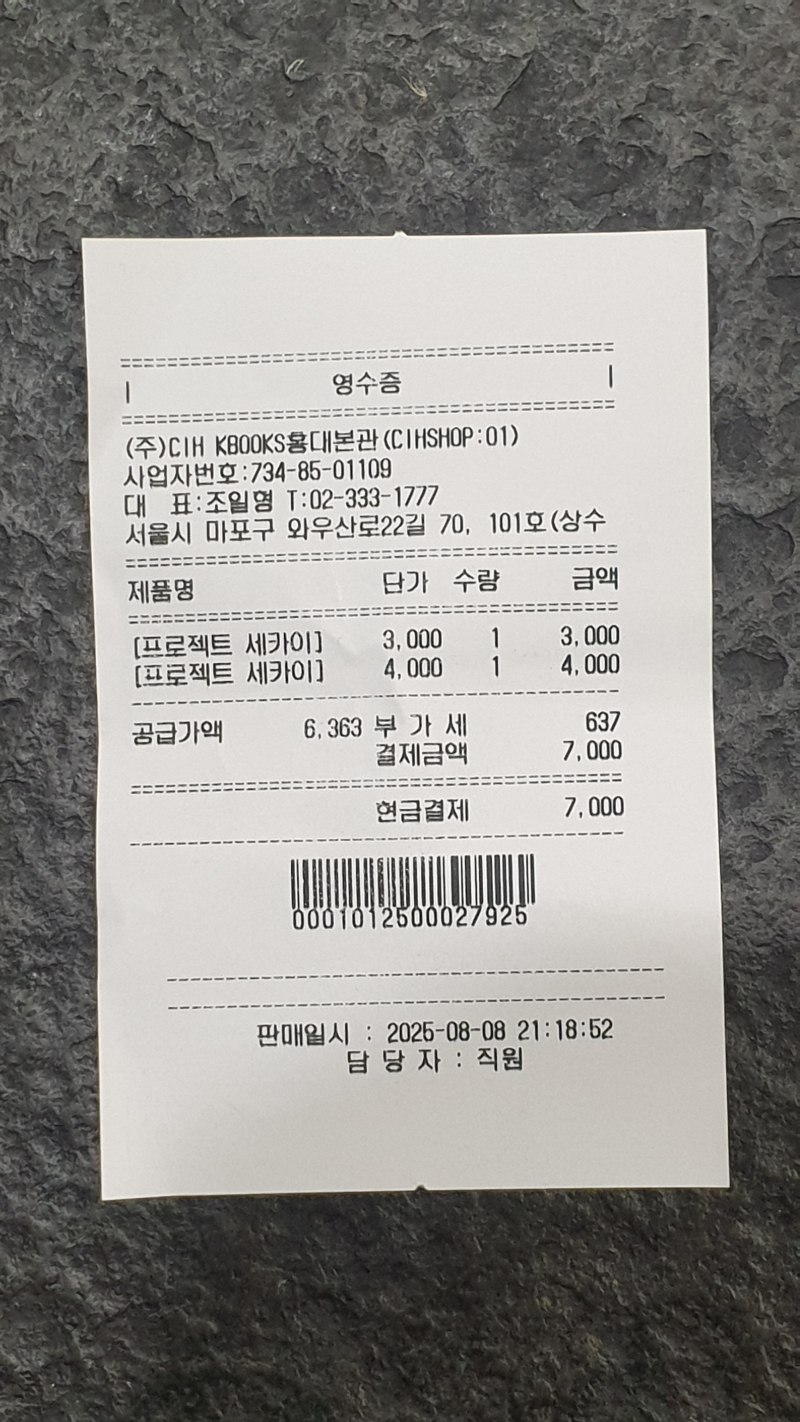 =========================================
| 영수증 |
=========================================
(주)CIH KBOOKS홍대본관(CIHSHOP:01)
사업자번호:734-85-01109
대 표:조일형 T:02-333-1777
서울시 마포구 와우산로22길 70, 101호(상수
=========================================
제품명 단가 수량 금액
=========================================
[프로젝트 세카이] 3,000 1 3,000
[프로젝트 세카이] 4,000 1 4,000
-----------------------------------------
공급가액 6,363 부 가 세 637
결제금액 7,000
=========================================
현금결제 7,000
-----------------------------------------
0001012500027925
-----------------------------------------
-----------------------------------------
판매일시 : 2025-08-08 21:18:52
담 당 자 : 직원